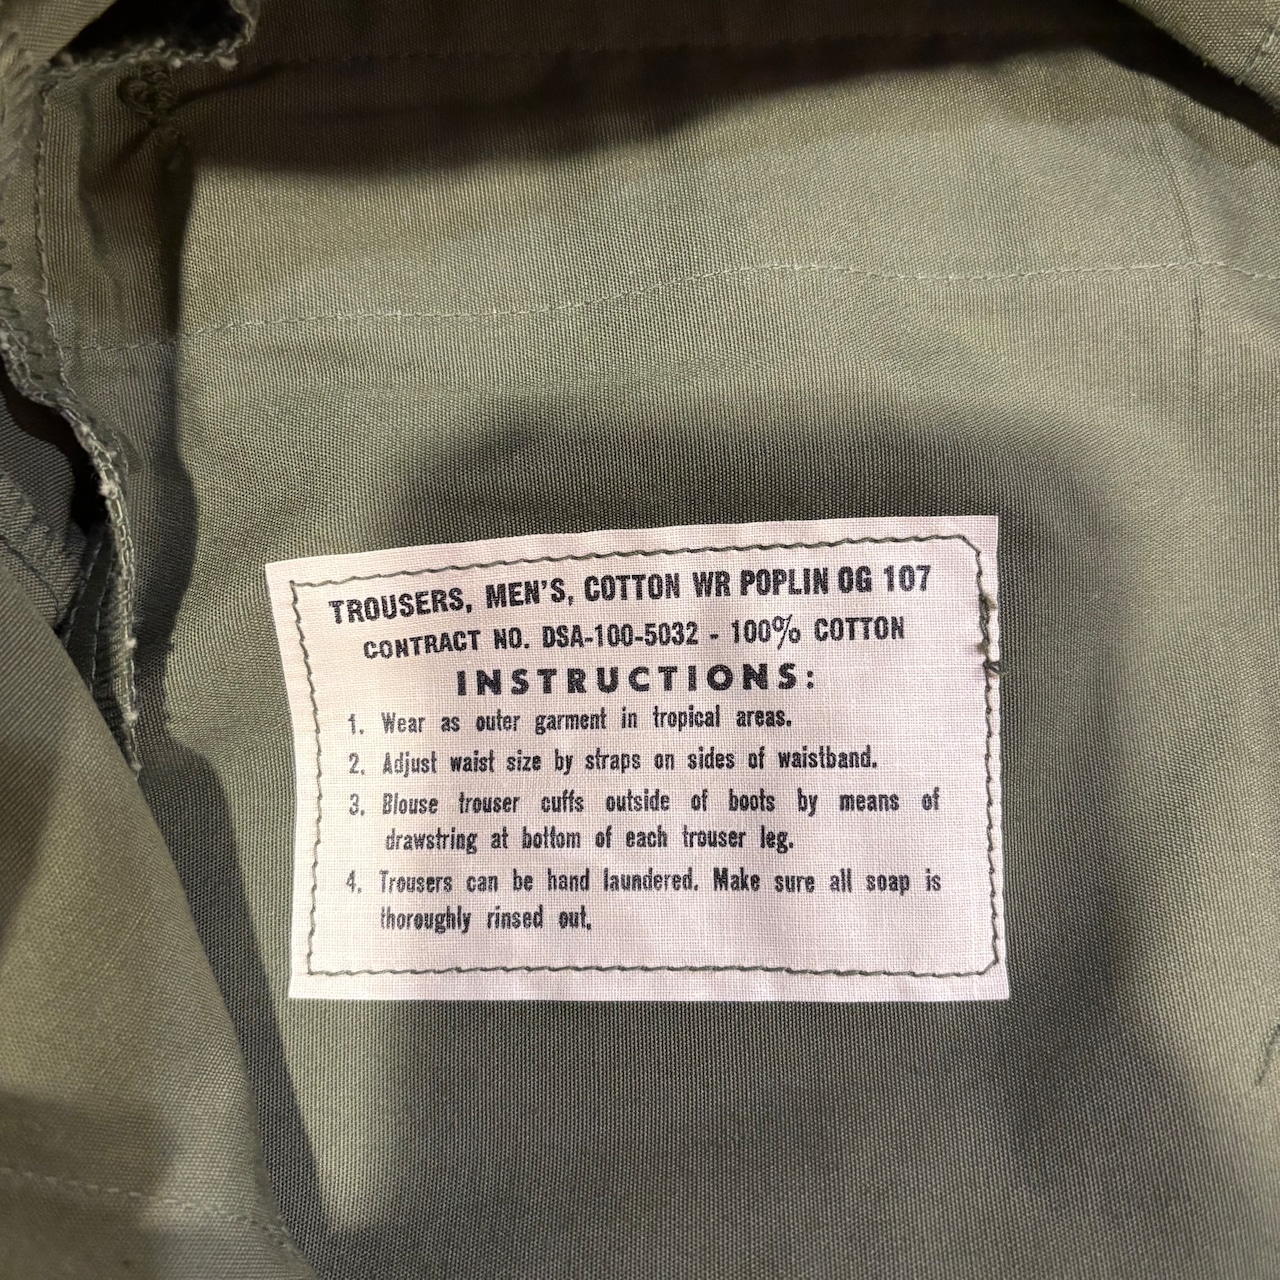 TROUSERS, MEN'S, COTTON WR POPLIN OG 107
CONTRACT NO. DSA-100-5032 - 100% COTTON
INSTRUCTIONS:
1. Wear as outer garment in tropical areas.
2. Adjust waist size by straps on sides of waistband.
3. Blouse trouser cuffs outside of boots by means of
drawstring at bottom of each trouser leg.
4. Trousers can be hand laundered. Make sure all soap is
thoroughly rinsed out.